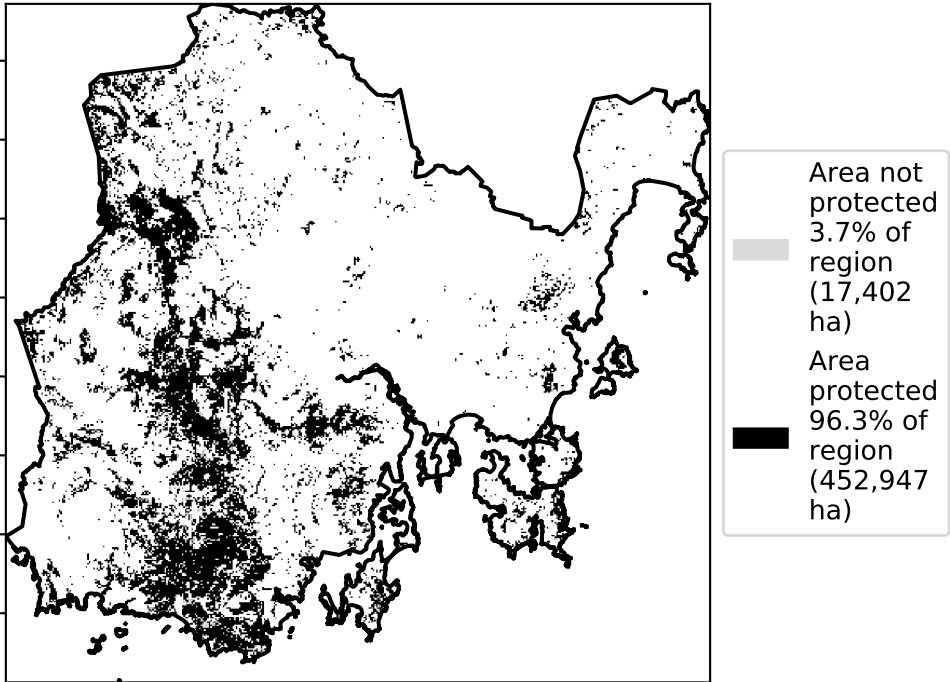 Area not
protected
3.7% of
region
(17,402
ha)
Area
protected
96.3% of
region
(452,947
ha)